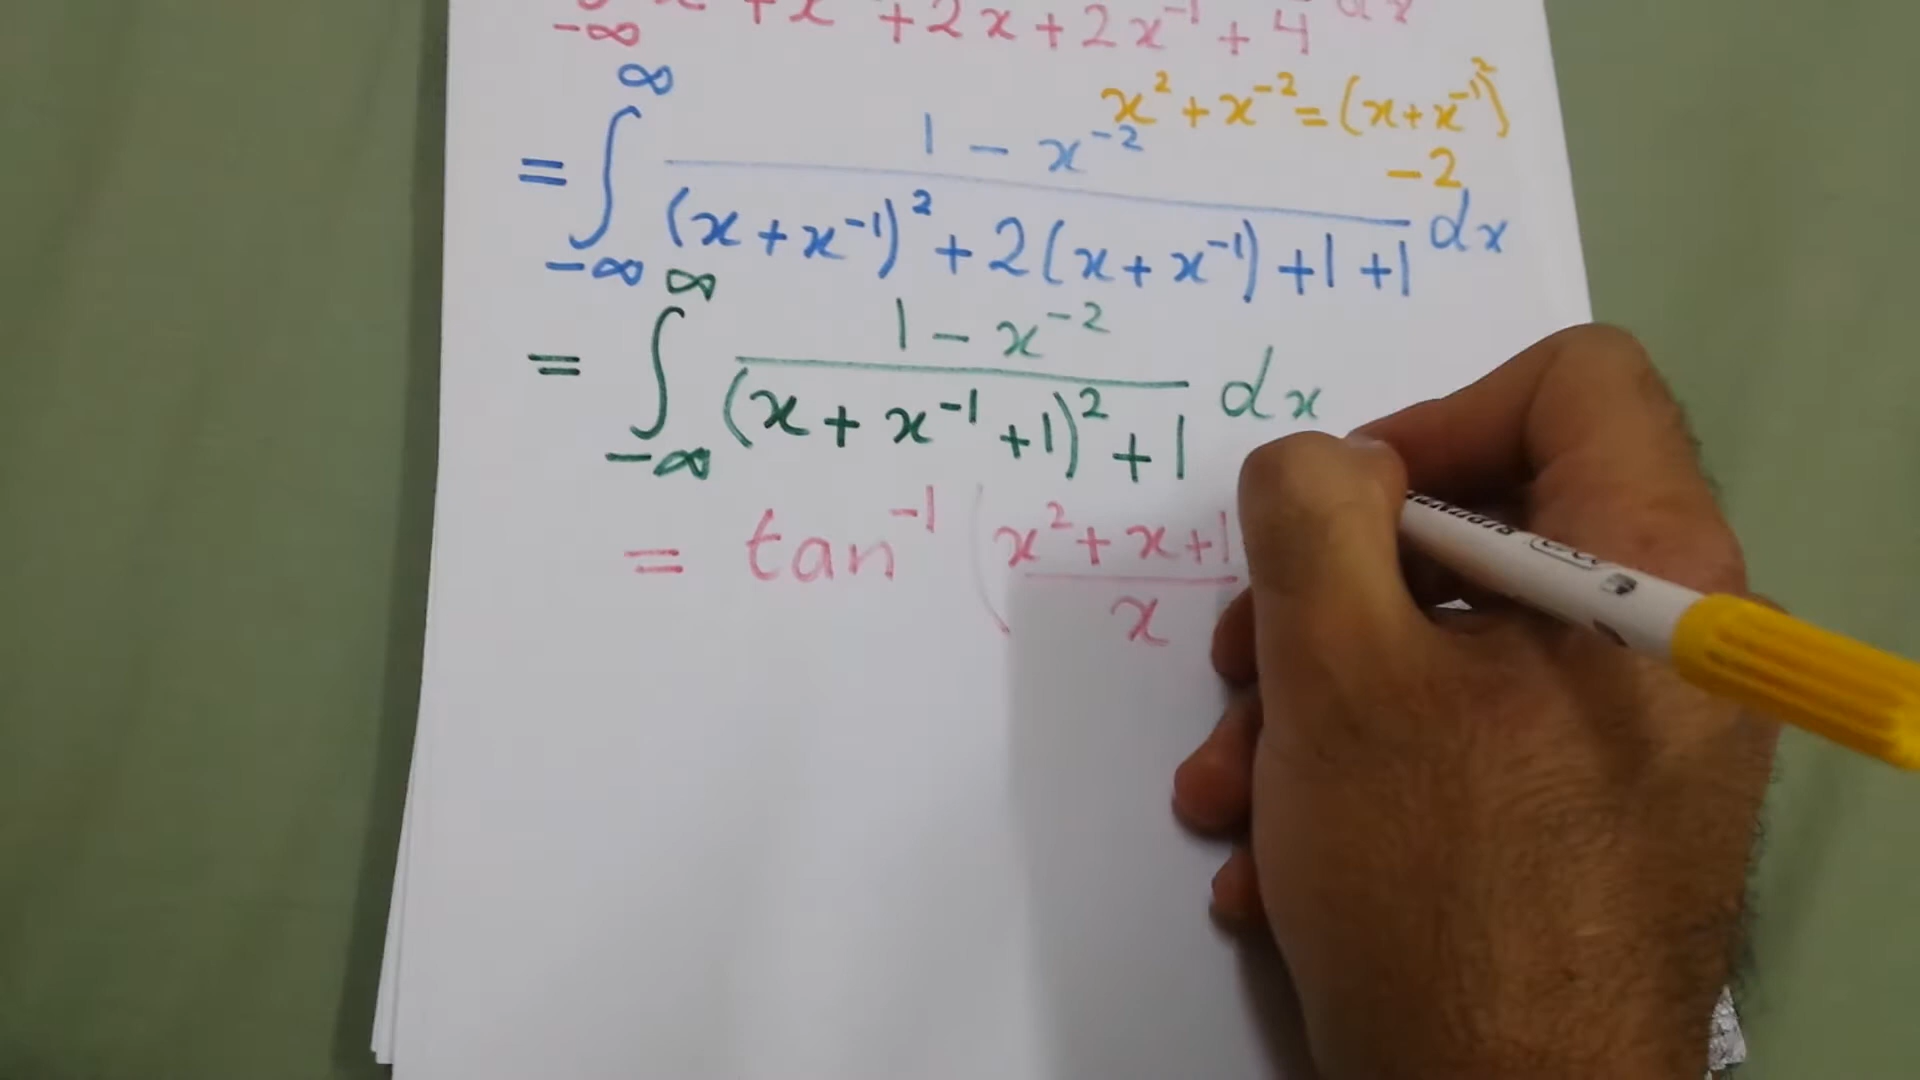 -∞ + 2x + 2x⁻¹ + 4 dx
x² + x⁻² = (x + x⁻¹)²
- 2
= ∫_{-∞}^{∞} (1 - x⁻²) / ((x + x⁻¹)² + 2(x + x⁻¹) + 1 + 1) dx
= ∫_{-∞}^{∞} (1 - x⁻²) / ((x + x⁻¹ + 1)² + 1) dx
= tan⁻¹ ( (x² + x + 1) / x